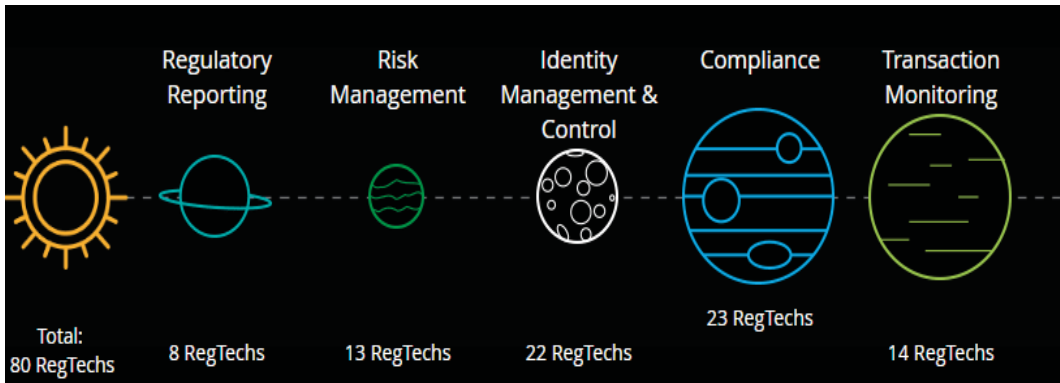 Regulatory
Reporting
Risk
Management
Identity
Management &
Control
Compliance
Transaction
Monitoring
Total:
80 RegTechs
8 RegTechs
13 RegTechs
22 RegTechs
23 RegTechs
14 RegTechs